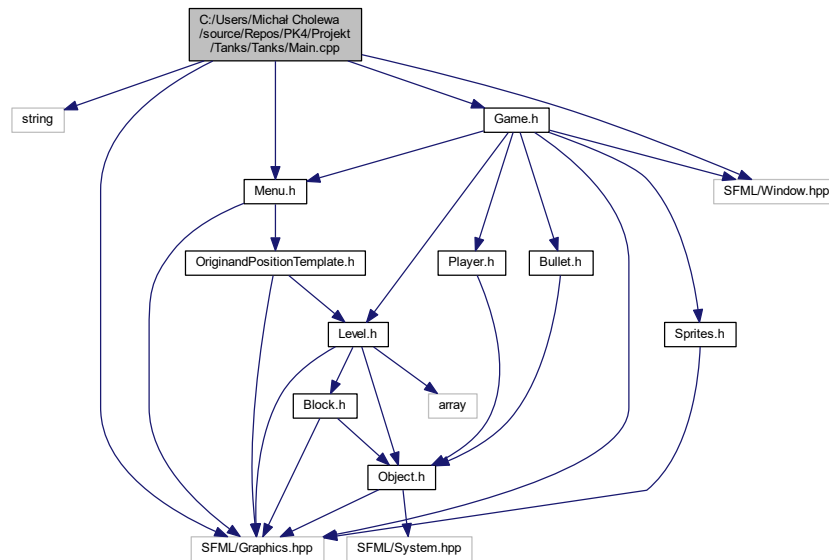 C:/Users/Michał Cholewa
/source/Repos/PK4/Projekt
/Tanks/Tanks/Main.cpp
string
Game.h
Menu.h
SFML/Window.hpp
OriginandPositionTemplate.h
Player.h
Bullet.h
Level.h
Sprites.h
Block.h
array
Object.h
SFML/Graphics.hpp
SFML/System.hpp